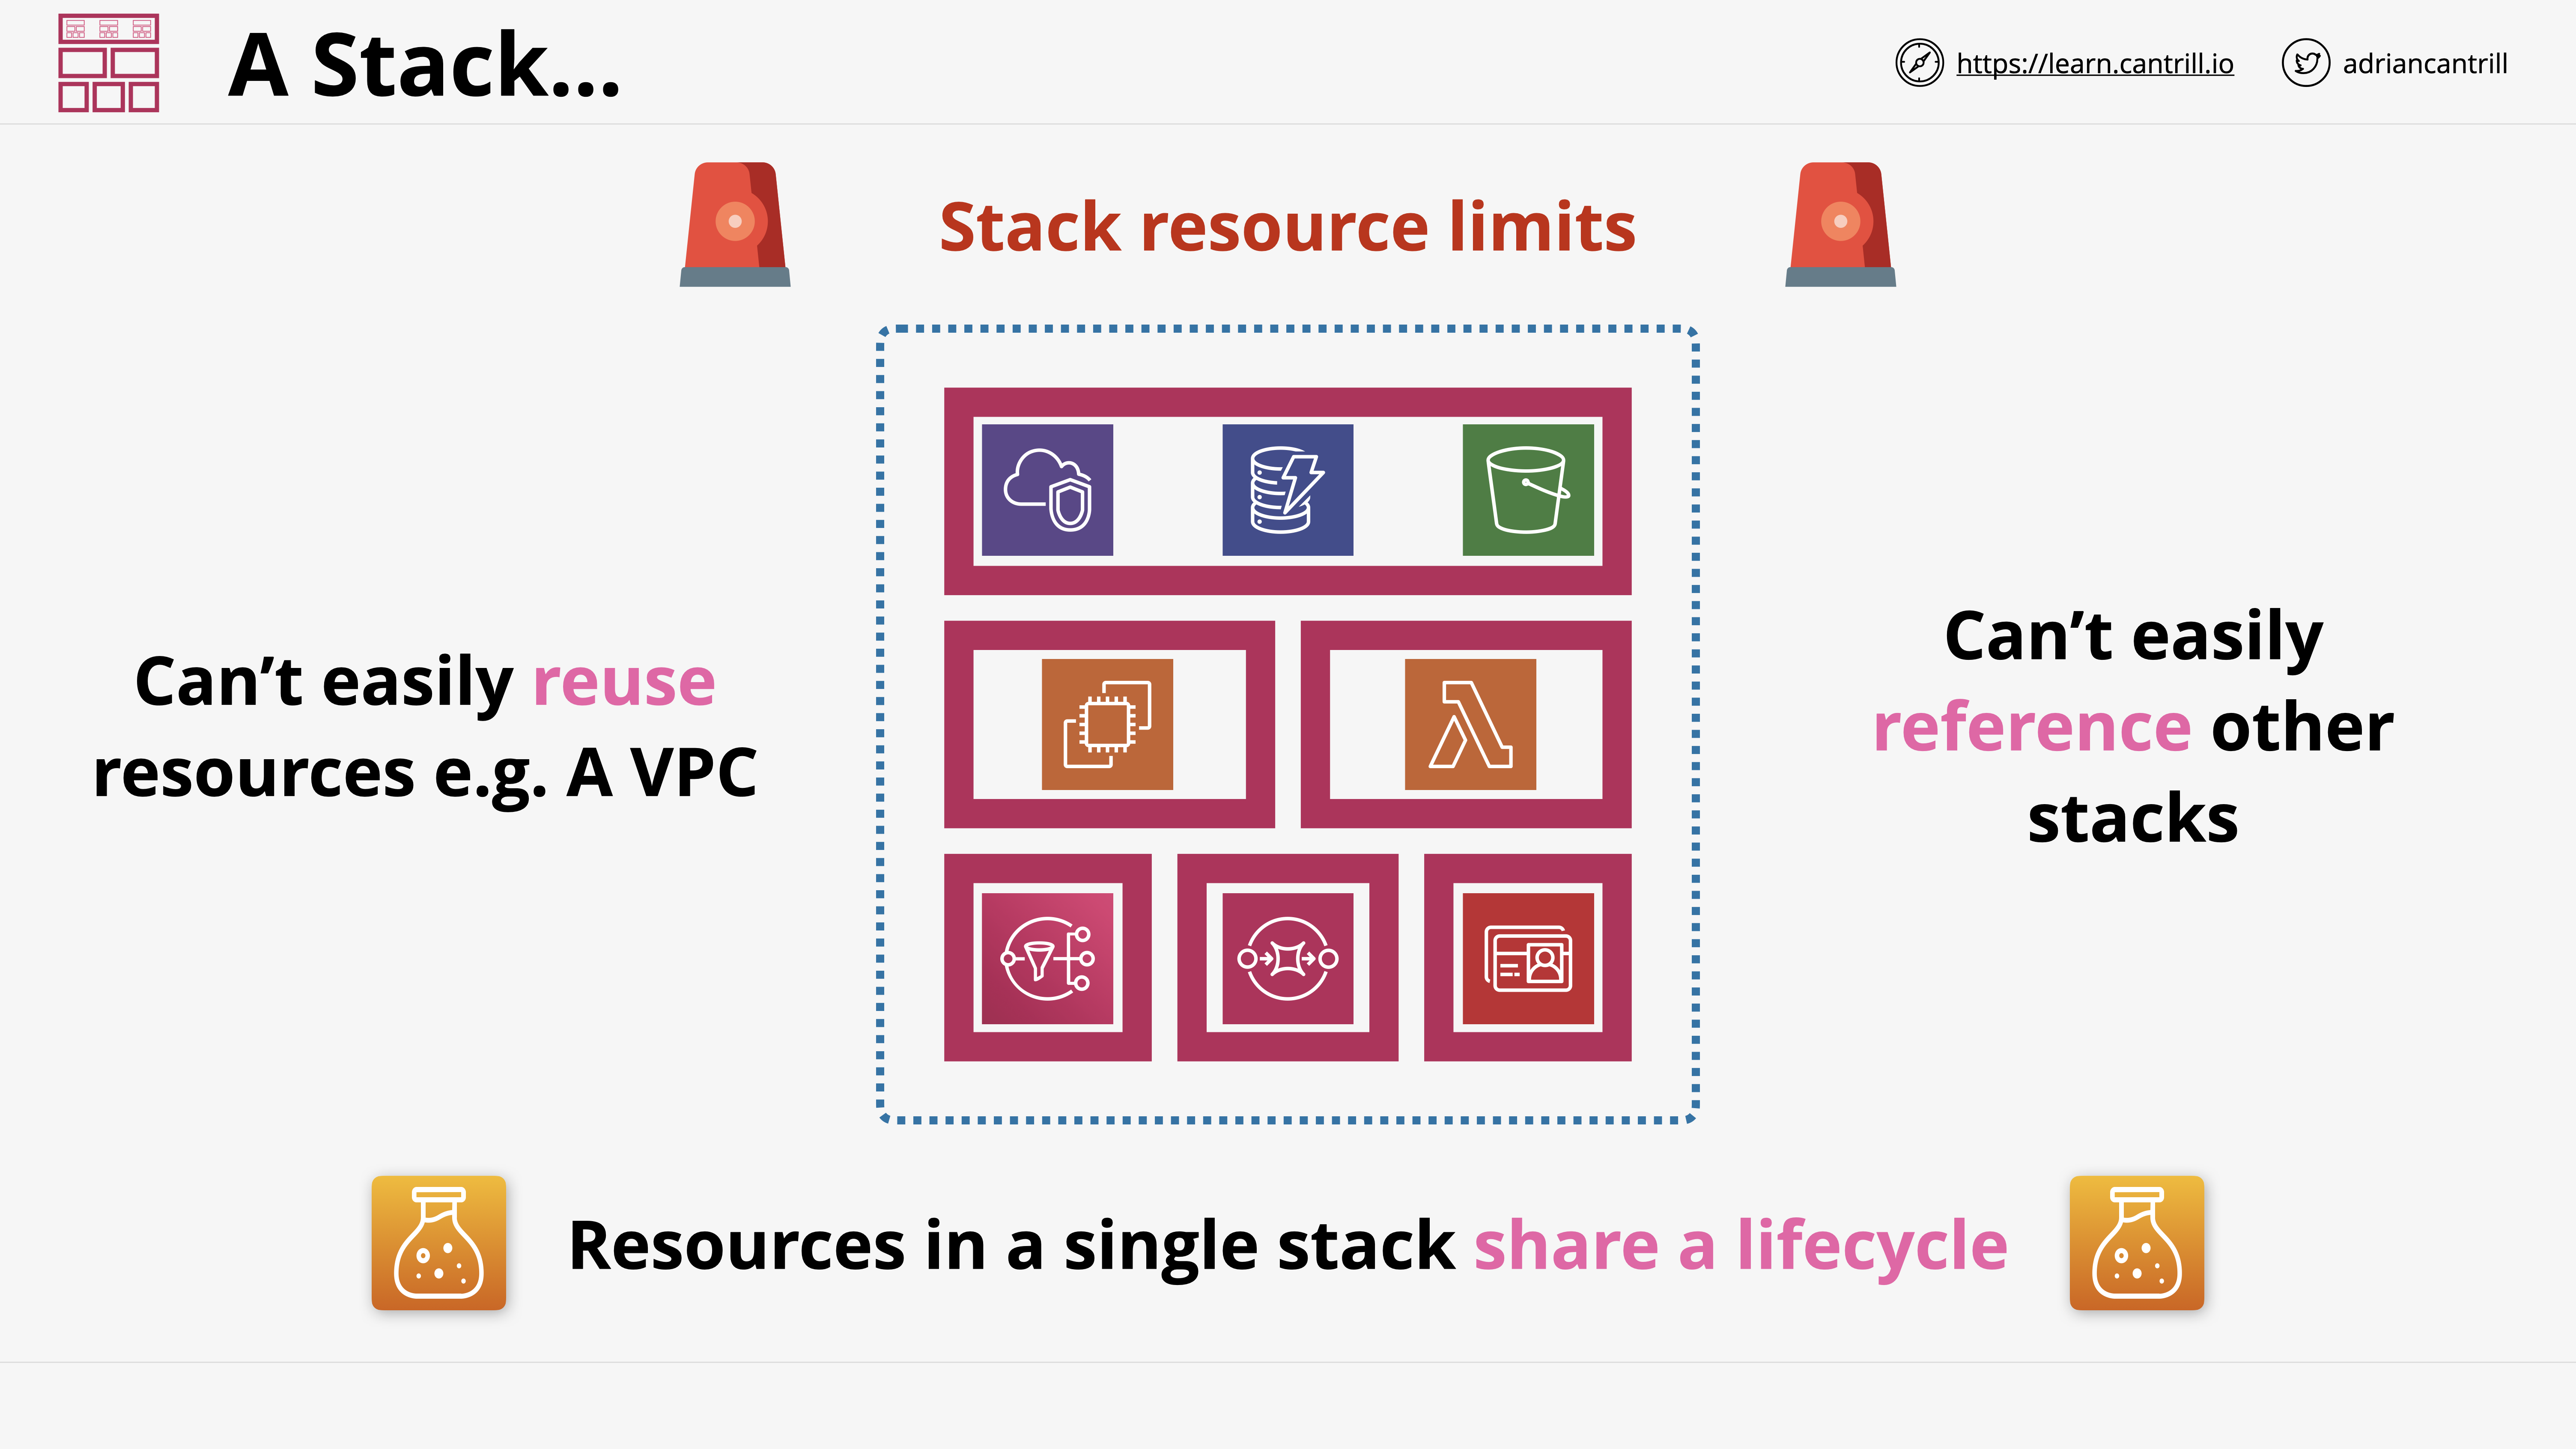 A Stack...
https://learn.cantrill.io
adriancantrill
Stack resource limits
Can’t easily reuse
resources e.g. A VPC
Can’t easily
reference other
stacks
Resources in a single stack share a lifecycle